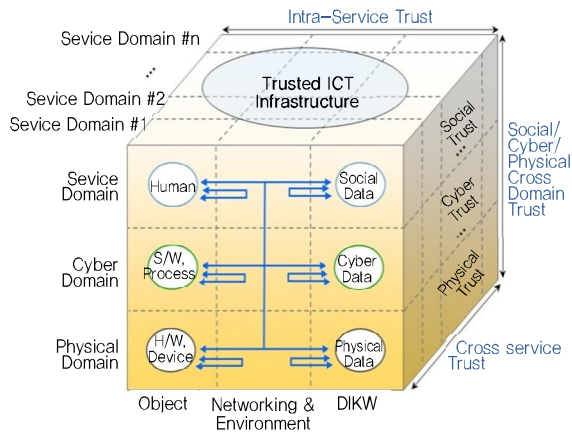 Intra-Service Trust
Sevice Domain #n
...
Sevice Domain #2
Sevice Domain #1
Trusted ICT
Infrastructure
Social
Trust
...
Cyber
Trust
...
Physical
Trust
Social/
Cyber/
Physical
Cross
Domain
Trust
Sevice
Domain
Human
Social
Data
Cyber
Domain
S/W,
Process
Cyber
Data
Physical
Domain
H/W,
Device
Physical
Data
Cross service
Trust
Object
Networking &
Environment
DIKW